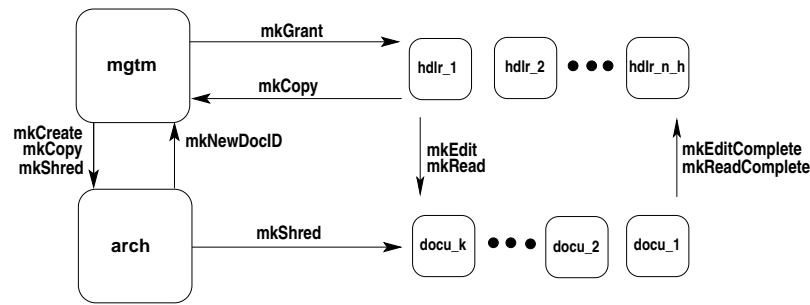 mkGrant
mgtm
hdlr_1
hdlr_2
hdlr_n_h
mkCopy
mkCreate
mkCopy
mkShred
mkNewDocID
mkEdit
mkRead
mkEditComplete
mkReadComplete
arch
mkShred
docu_k
docu_2
docu_1